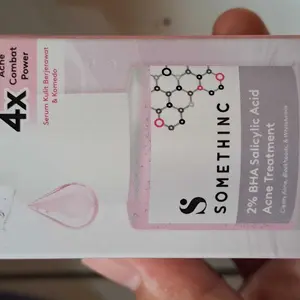 4x
Acne
Combat
Power
Serum Kulit Berjerawat
& Komedo
SOMETHINC
2% BHA Salicylic Acid
Acne Treatment